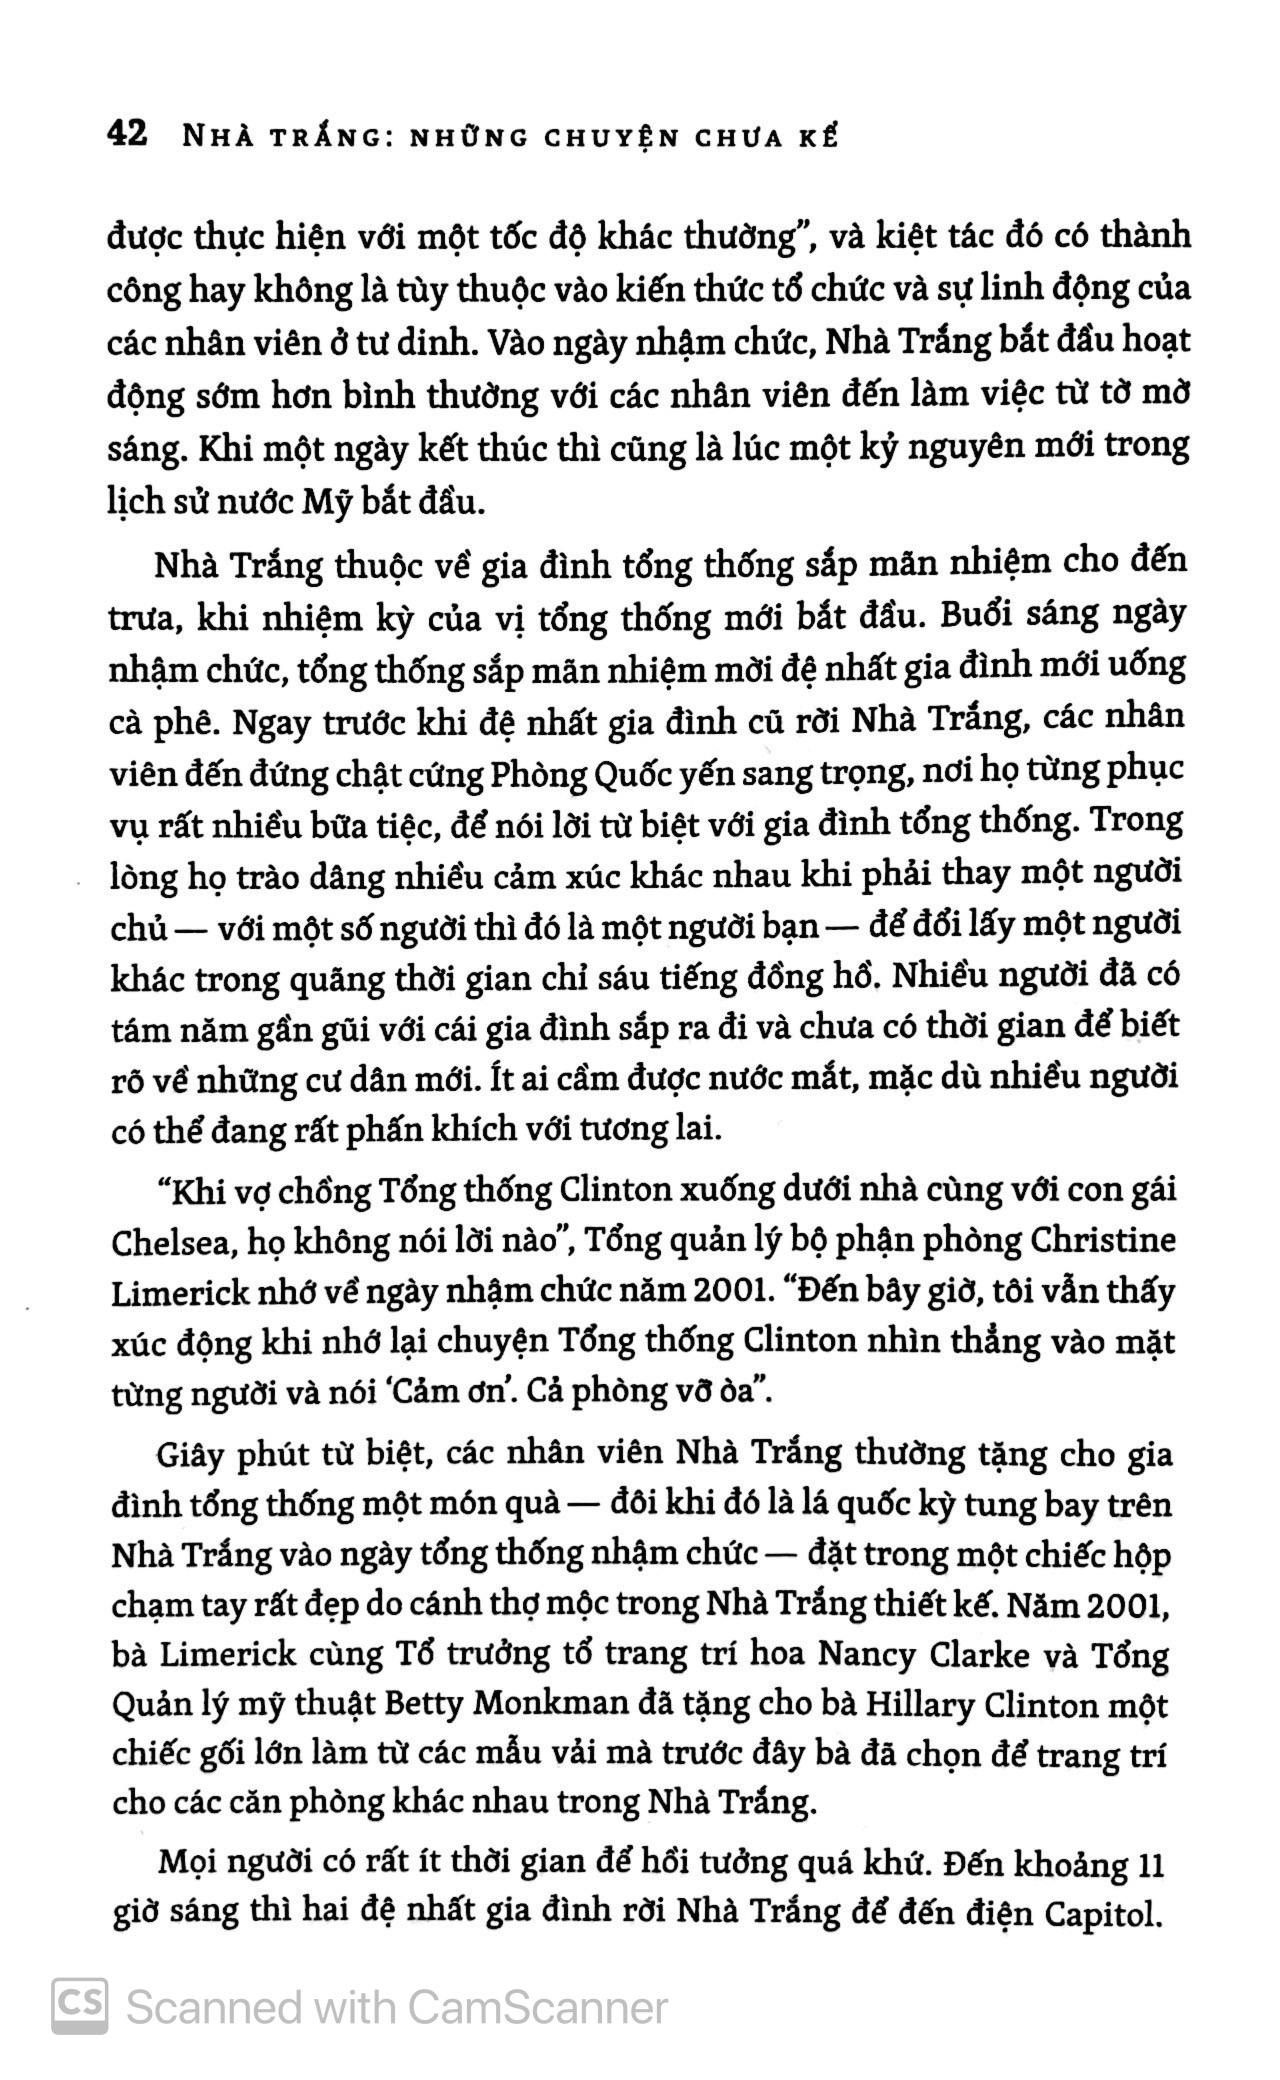 42 NHÀ TRẮNG: NHỮNG CHUYỆN CHƯA KỂ
được thực hiện với một tốc độ khác thường”, và kiệt tác đó có thành
công hay không là tùy thuộc vào kiến thức tổ chức và sự linh động của
các nhân viên ở tư dinh. Vào ngày nhậm chức, Nhà Trắng bắt đầu hoạt
động sớm hơn bình thường với các nhân viên đến làm việc từ tờ mờ
sáng. Khi một ngày kết thúc thì cũng là lúc một kỷ nguyên mới trong
lịch sử nước Mỹ bắt đầu.
Nhà Trắng thuộc về gia đình tổng thống sắp mãn nhiệm cho đến
trưa, khi nhiệm kỳ của vị tổng thống mới bắt đầu. Buổi sáng ngày
nhậm chức, tổng thống sắp mãn nhiệm mời đệ nhất gia đình mới uống
cà phê. Ngay trước khi đệ nhất gia đình cũ rời Nhà Trắng, các nhân
viên đến đứng chật cứng Phòng Quốc yến sang trọng, nơi họ từng phục
vụ rất nhiều bữa tiệc, để nói lời từ biệt với gia đình tổng thống. Trong
lòng họ trào dâng nhiều cảm xúc khác nhau khi phải thay một người
chủ — với một số người thì đó là một người bạn — để đổi lấy một người
khác trong quãng thời gian chỉ sáu tiếng đồng hồ. Nhiều người đã có
tám năm gần gũi với cái gia đình sắp ra đi và chưa có thời gian để biết
rõ về những cư dân mới. Ít ai cầm được nước mắt, mặc dù nhiều người
có thể đang rất phấn khích với tương lai.
“Khi vợ chồng Tổng thống Clinton xuống dưới nhà cùng với con gái
Chelsea, họ không nói lời nào”, Tổng quản lý bộ phận phòng Christine
Limerick nhớ về ngày nhậm chức năm 2001. “Đến bây giờ, tôi vẫn thấy
xúc động khi nhớ lại chuyện Tổng thống Clinton nhìn thẳng vào mặt
từng người và nói ‘Cảm ơn’. Cả phòng vỡ òa”.
Giây phút từ biệt, các nhân viên Nhà Trắng thường tặng cho gia
đình tổng thống một món quà — đôi khi đó là lá quốc kỳ tung bay trên
Nhà Trắng vào ngày tổng thống nhậm chức — đặt trong một chiếc hộp
chạm tay rất đẹp do cánh thợ mộc trong Nhà Trắng thiết kế. Năm 2001,
bà Limerick cùng Tổ trưởng tổ trang trí hoa Nancy Clarke và Tổng
Quản lý mỹ thuật Betty Monkman đã tặng cho bà Hillary Clinton một
chiếc gối lớn làm từ các mẫu vải mà trước đây bà đã chọn để trang trí
cho các căn phòng khác nhau trong Nhà Trắng.
Mọi người có rất ít thời gian để hồi tưởng quá khứ. Đến khoảng 11
giờ sáng thì hai đệ nhất gia đình rời Nhà Trắng để đến điện Capitol.
CS Scanned with CamScanner